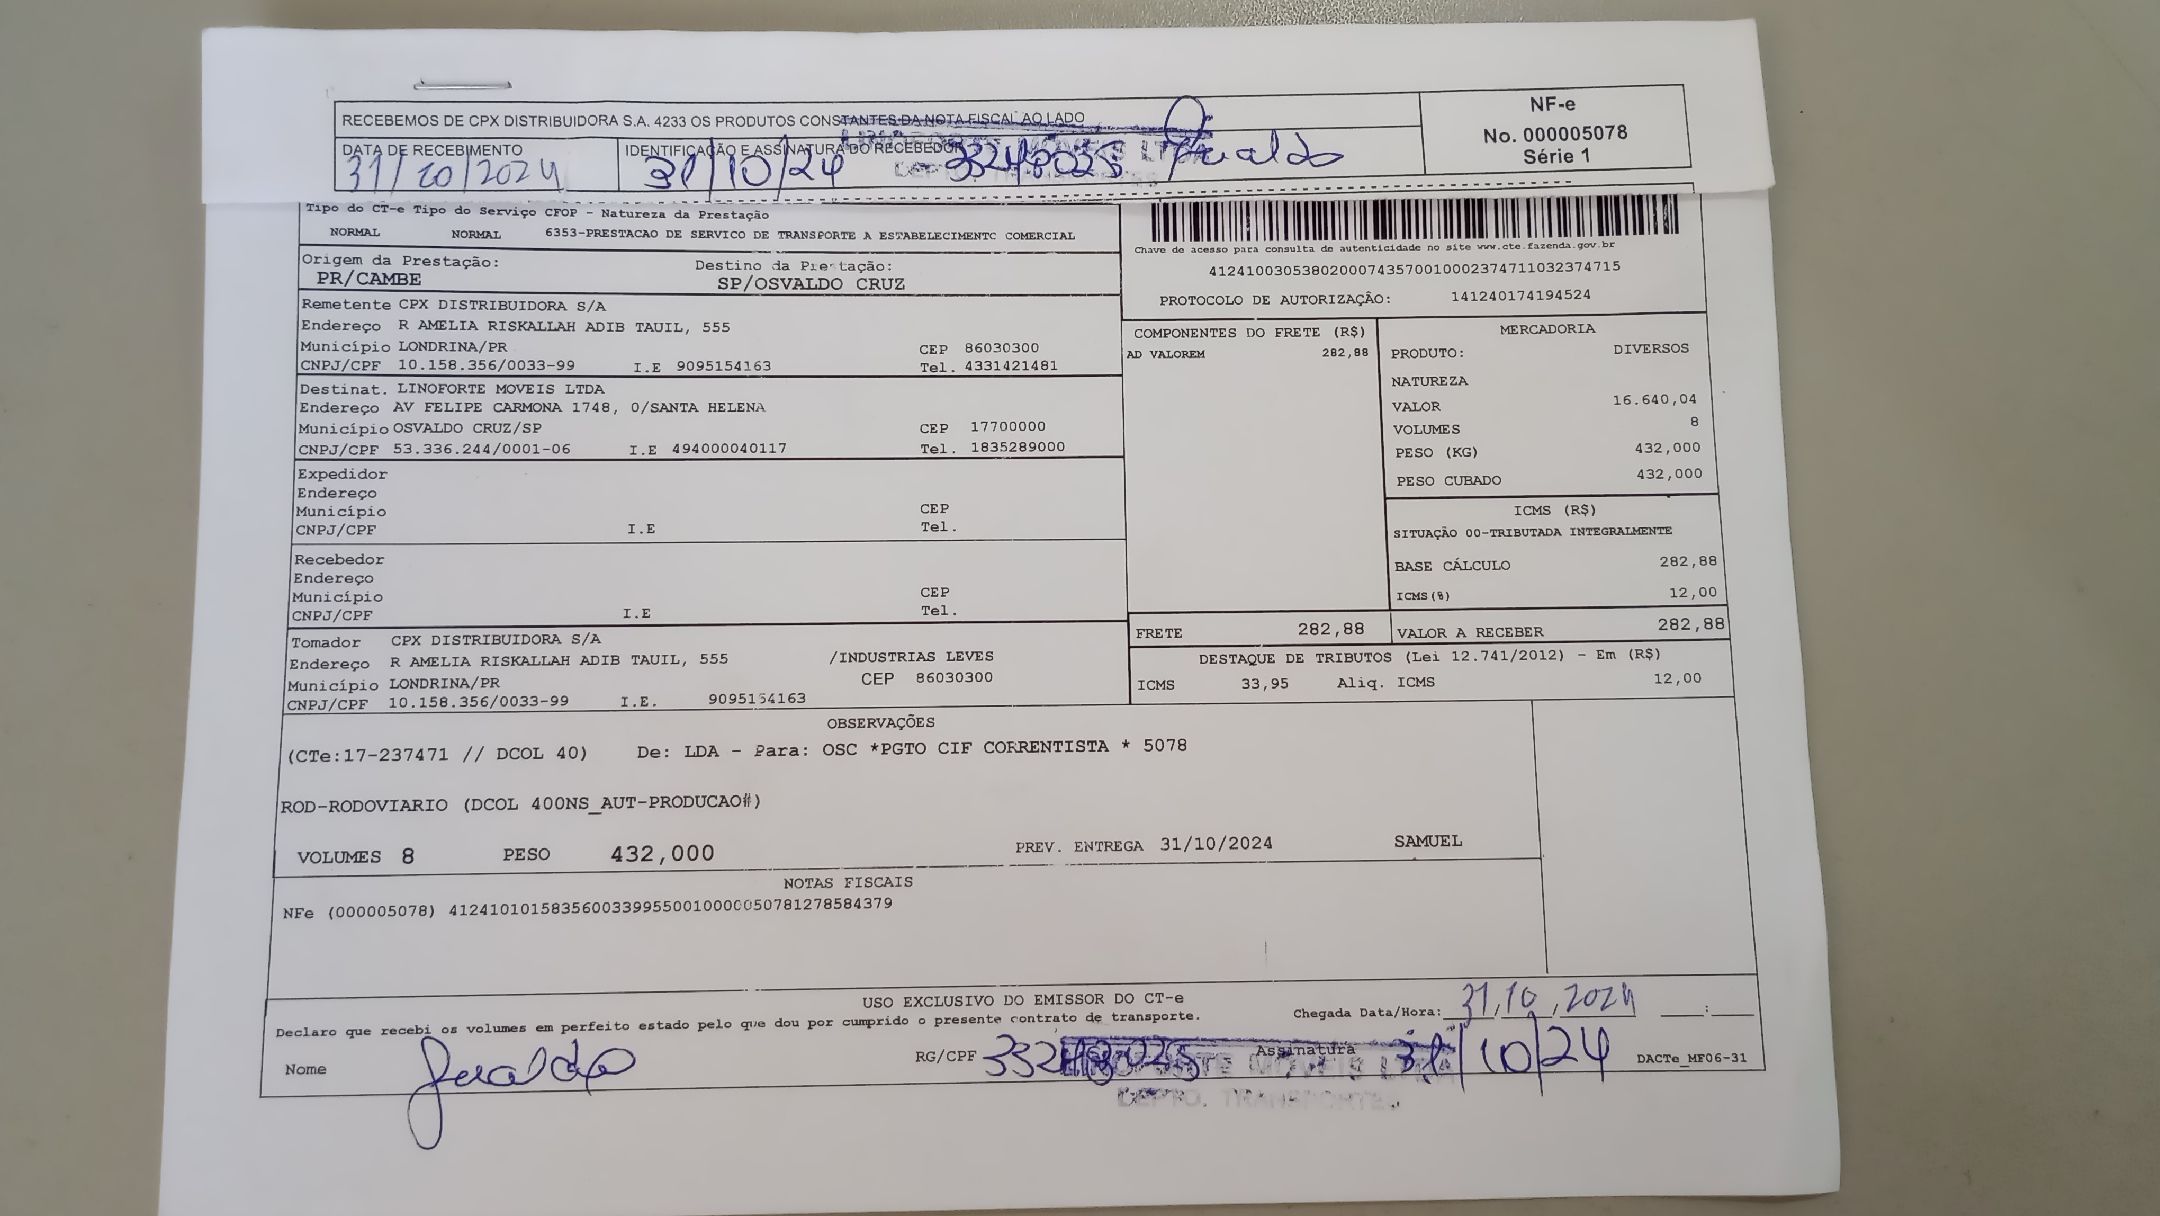 RECEBEMOS DE CPX DISTRIBUIDORA S.A. 4233 OS PRODUTOS CONSTANTES DA NOTA FISCAL AO LADO
NF-e
No. 000005078
Série 1
DATA DE RECEBIMENTO
31/10/2024
IDENTIFICAÇÃO E ASSINATURA DO RECEBEDOR
31/10/24
Geraldo
Tipo do CT-e Tipo do Serviço CFOP - Natureza da Prestação
NORMAL NORMAL 6353-PRESTACAO DE SERVICO DE TRANSPORTE A ESTABELECIMENTO COMERCIAL
Chave de acesso para consulta de autenticidade no site www.cte.fazenda.gov.br
41241003053802000743570010002374711032374715
PROTOCOLO DE AUTORIZAÇÃO: 141240174194524
Origem da Prestação: Destino da Prestação:
PR/CAMBE SP/OSVALDO CRUZ
Remetente CPX DISTRIBUIDORA S/A
Endereço R AMELIA RISKALLAH ADIB TAUIL, 555
Município LONDRINA/PR CEP 86030300
CNPJ/CPF 10.158.356/0033-99 I.E 9095154163 Tel. 4331421481
Destinat. LINOFORTE MOVEIS LTDA
Endereço AV FELIPE CARMONA 1748, 0/SANTA HELENA
Município OSVALDO CRUZ/SP CEP 17700000
CNPJ/CPF 53.336.244/0001-06 I.E 494000040117 Tel. 1835289000
Expedidor
Endereço
Município CEP
CNPJ/CPF I.E Tel.
Recebedor
Endereço
Município CEP
CNPJ/CPF I.E Tel.
Tomador CPX DISTRIBUIDORA S/A
Endereço R AMELIA RISKALLAH ADIB TAUIL, 555 /INDUSTRIAS LEVES
Município LONDRINA/PR CEP 86030300
CNPJ/CPF 10.158.356/0033-99 I.E. 9095154163
COMPONENTES DO FRETE (R$)
AD VALOREM 282,88
MERCADORIA
PRODUTO: DIVERSOS
NATUREZA
VALOR 16.640,04
VOLUMES 8
PESO (KG) 432,000
PESO CUBADO 432,000
ICMS (R$)
SITUAÇÃO 00-TRIBUTADA INTEGRALMENTE
BASE CÁLCULO 282,88
ICMS(%) 12,00
FRETE 282,88 VALOR A RECEBER 282,88
DESTAQUE DE TRIBUTOS (Lei 12.741/2012) - Em (R$)
ICMS 33,95 Aliq. ICMS 12,00
OBSERVAÇÕES
(CTe:17-237471 // DCOL 40) De: LDA - Para: OSC *PGTO CIF CORRENTISTA * 5078
ROD-RODOVIARIO (DCOL 400NS_AUT-PRODUCAO#)
VOLUMES 8 PESO 432,000 PREV. ENTREGA 31/10/2024 SAMUEL
NOTAS FISCAIS
NFe (000005078) 41241010158356003399550010000050781278584379
USO EXCLUSIVO DO EMISSOR DO CT-e
Chegada Data/Hora: 31/10/2024 __:__
Declaro que recebi os volumes em perfeito estado pelo que dou por cumprido o presente contrato de transporte.
Nome Geraldo RG/CPF Assinatura 31/10/24 DACTe_MF06-31
DEPTO. TRANSPORTES